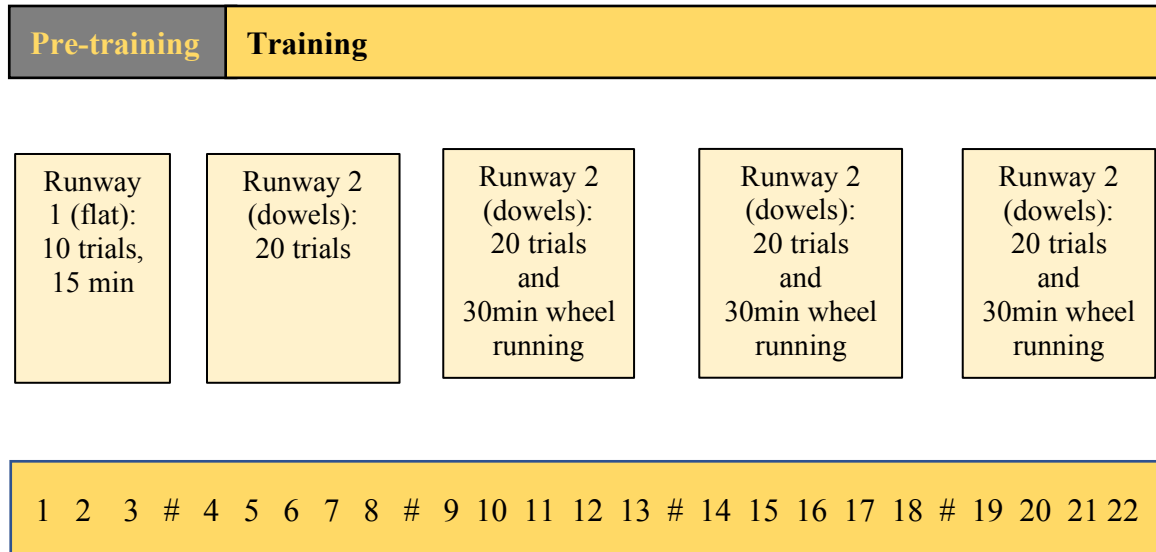 Pre-training Training
Runway
1 (flat):
10 trials,
15 min
Runway 2
(dowels):
20 trials
Runway 2
(dowels):
20 trials
and
30min wheel
running
Runway 2
(dowels):
20 trials
and
30min wheel
running
Runway 2
(dowels):
20 trials
and
30min wheel
running
1 2 3 # 4 5 6 7 8 # 9 10 11 12 13 # 14 15 16 17 18 # 19 20 21 22